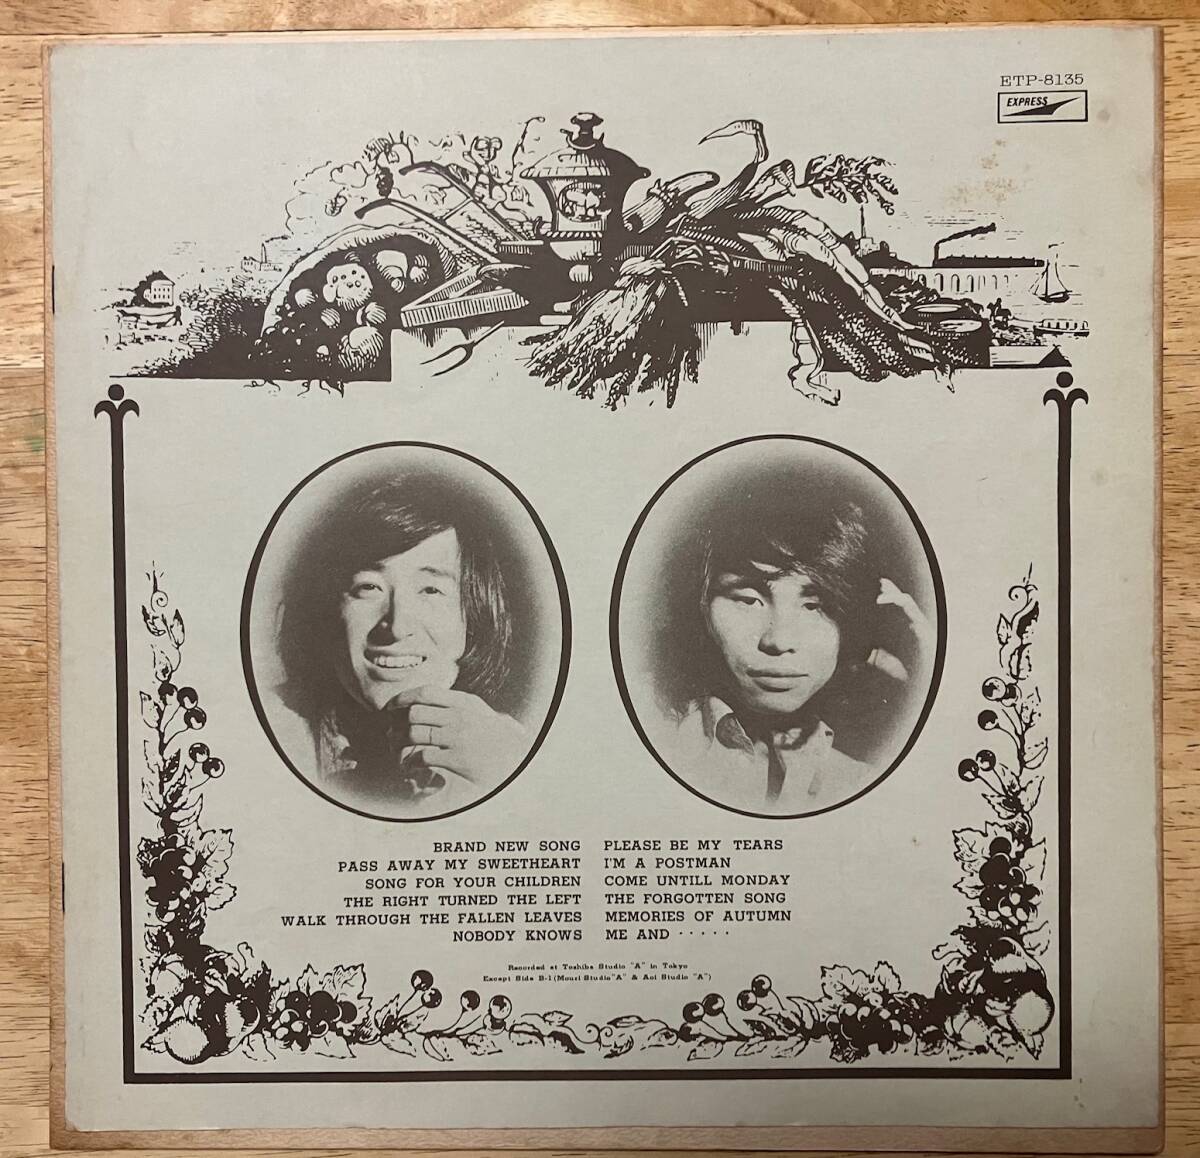 ETP-8135
EXPRESS
BRAND NEW SONG
PASS AWAY MY SWEETHEART
SONG FOR YOUR CHILDREN
THE RIGHT TURNED THE LEFT
WALK THROUGH THE FALLEN LEAVES
NOBODY KNOWS
PLEASE BE MY TEARS
I'M A POSTMAN
COME UNTILL MONDAY
THE FORGOTTEN SONG
MEMORIES OF AUTUMN
ME AND ·····
Recorded at Toshiba Studio "A" in Tokyo
Except Side B-1 (Mouri Studio "A" & Aoi Studio "A")